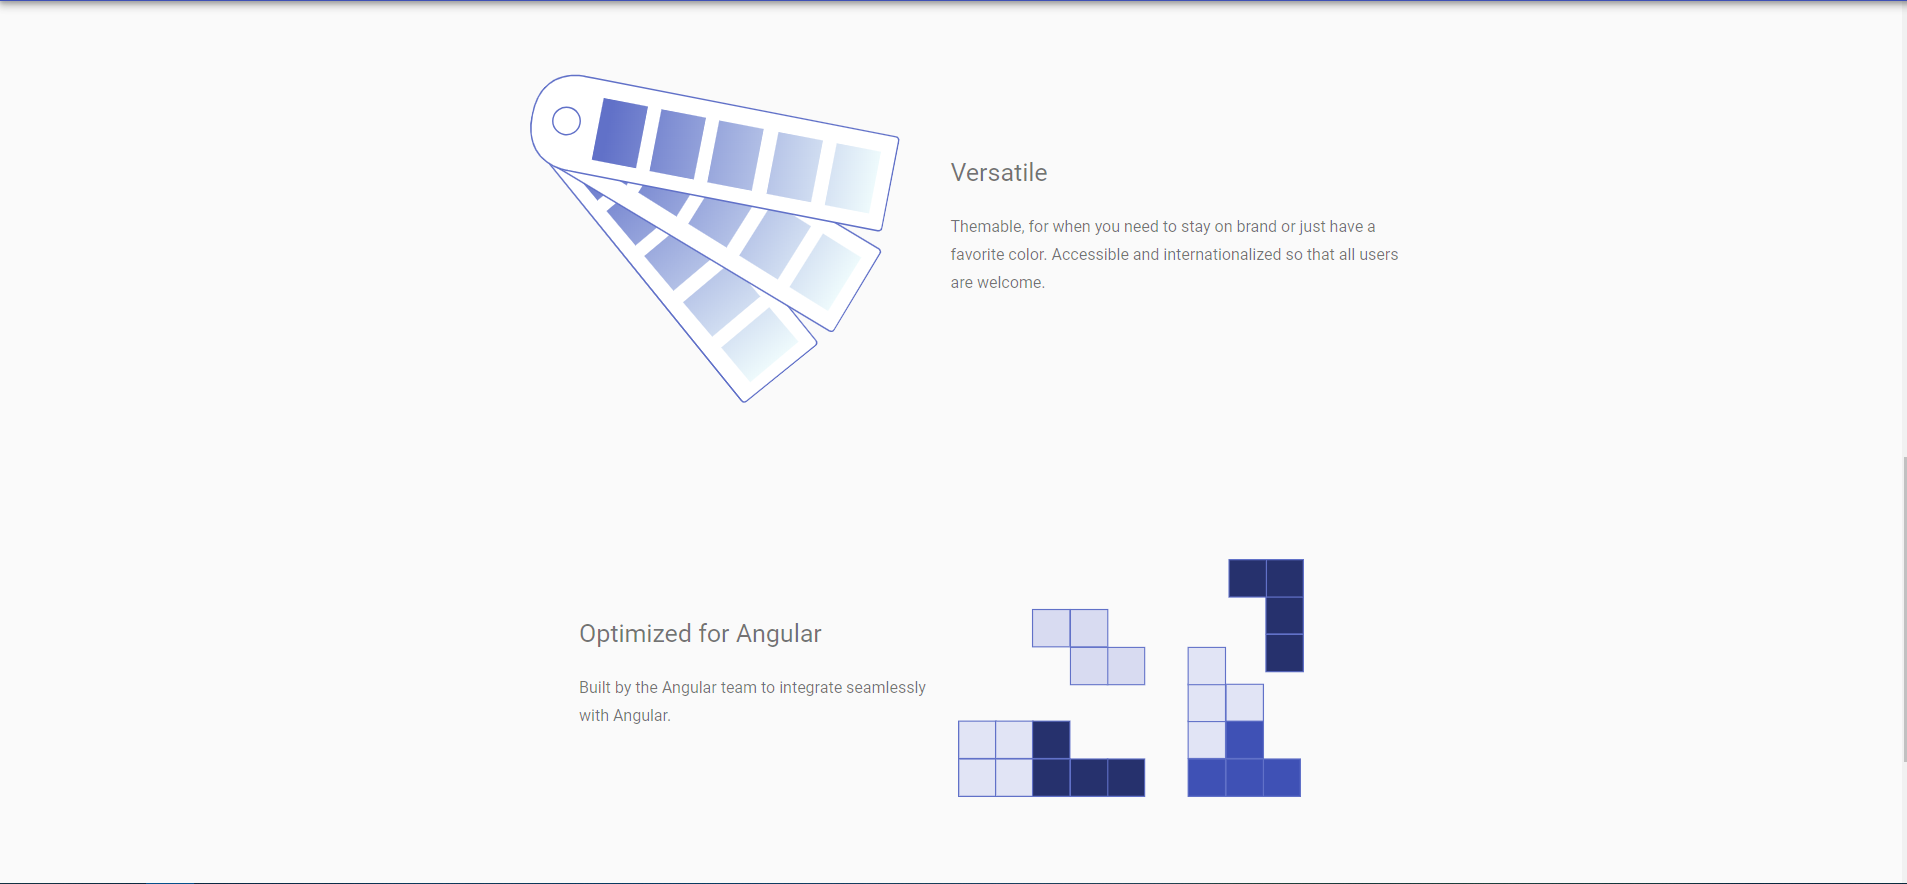 Versatile
Themable, for when you need to stay on brand or just have a
favorite color. Accessible and internationalized so that all users
are welcome.
Optimized for Angular
Built by the Angular team to integrate seamlessly
with Angular.